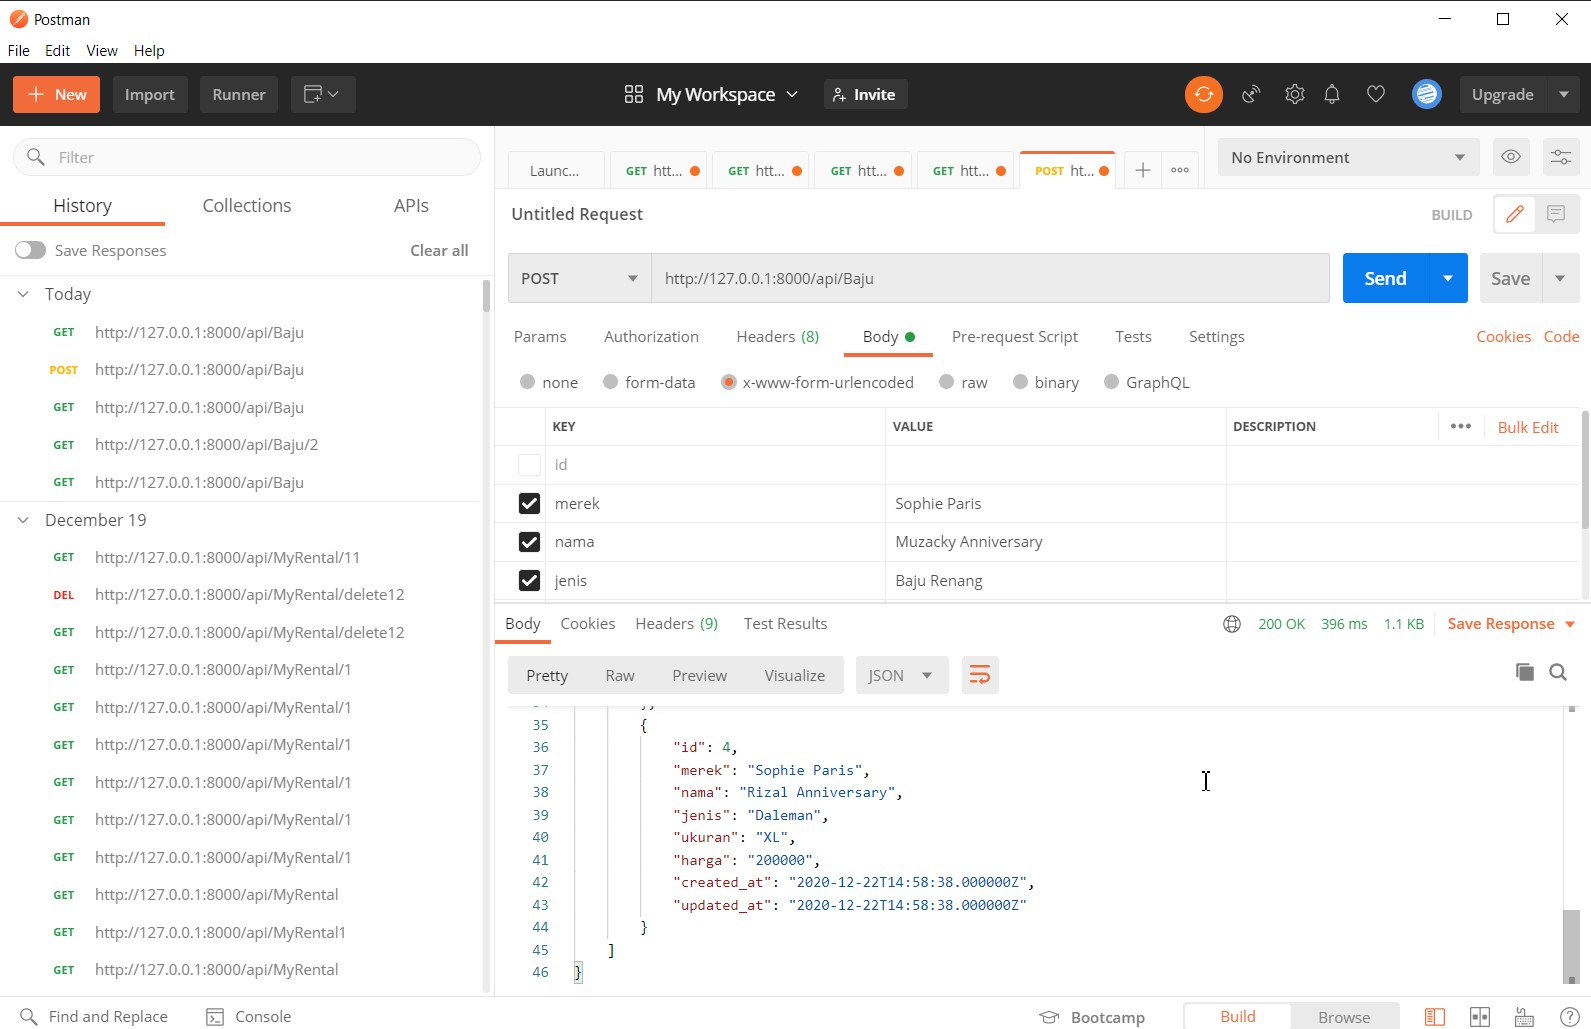 Postman
File Edit View Help
New Import Runner My Workspace Invite Upgrade
Filter
History Collections APIs
Save Responses Clear all
Today
GET http://127.0.0.1:8000/api/Baju
POST http://127.0.0.1:8000/api/Baju
GET http://127.0.0.1:8000/api/Baju
GET http://127.0.0.1:8000/api/Baju/2
GET http://127.0.0.1:8000/api/Baju
December 19
GET http://127.0.0.1:8000/api/MyRental/11
DEL http://127.0.0.1:8000/api/MyRental/delete12
GET http://127.0.0.1:8000/api/MyRental/delete12
GET http://127.0.0.1:8000/api/MyRental/1
GET http://127.0.0.1:8000/api/MyRental/1
GET http://127.0.0.1:8000/api/MyRental/1
GET http://127.0.0.1:8000/api/MyRental/1
GET http://127.0.0.1:8000/api/MyRental/1
GET http://127.0.0.1:8000/api/MyRental/1
GET http://127.0.0.1:8000/api/MyRental
GET http://127.0.0.1:8000/api/MyRental1
GET http://127.0.0.1:8000/api/MyRental
Launc... GET htt... GET htt... GET htt... GET htt... POST ht... No Environment
Untitled Request BUILD
POST http://127.0.0.1:8000/api/Baju Send Save
Params Authorization Headers (8) Body Pre-request Script Tests Settings Cookies Code
none form-data x-www-form-urlencoded raw binary GraphQL
KEY VALUE DESCRIPTION Bulk Edit
id
merek Sophie Paris
nama Muzacky Anniversary
jenis Baju Renang
Body Cookies Headers (9) Test Results 200 OK 396 ms 1.1 KB Save Response
Pretty Raw Preview Visualize JSON
35 {
36 "id": 4,
37 "merek": "Sophie Paris",
38 "nama": "Rizal Anniversary",
39 "jenis": "Daleman",
40 "ukuran": "XL",
41 "harga": "200000",
42 "created_at": "2020-12-22T14:58:38.000000Z",
43 "updated_at": "2020-12-22T14:58:38.000000Z"
44 }
45 ]
46 }
Find and Replace Console Bootcamp Build Browse